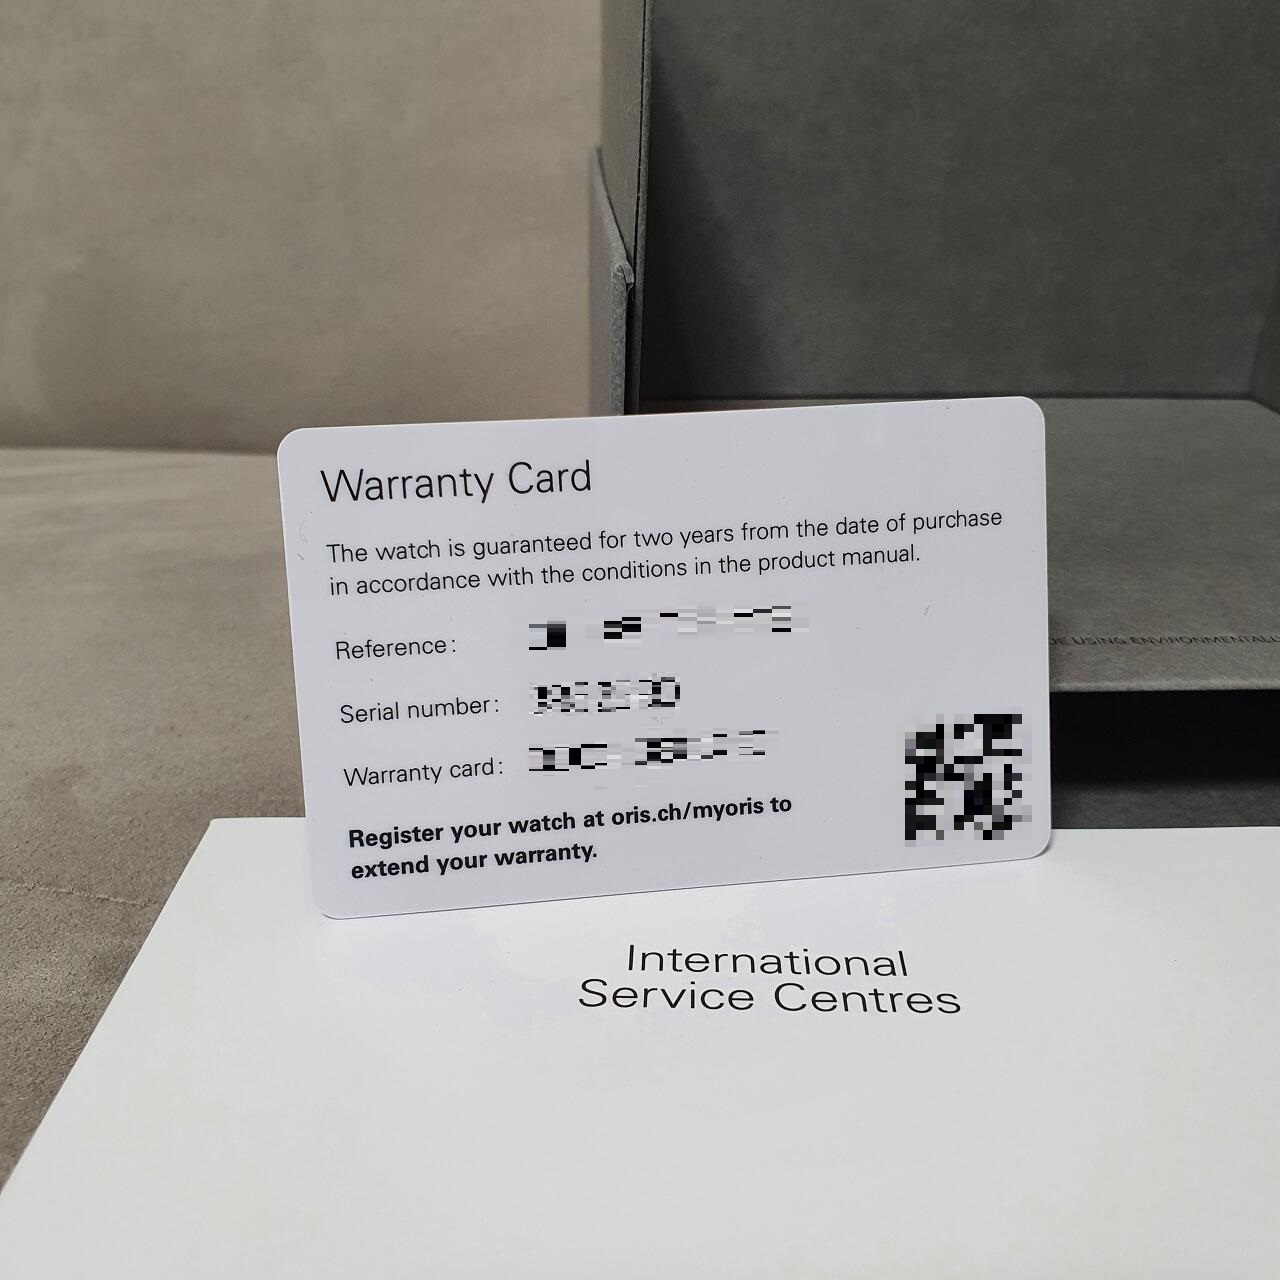 Warranty Card
The watch is guaranteed for two years from the date of purchase
in accordance with the conditions in the product manual.
Reference:
Serial number:
Warranty card:
Register your watch at oris.ch/myoris to
extend your warranty.
USING ENVIRONMENTALL
International
Service Centres